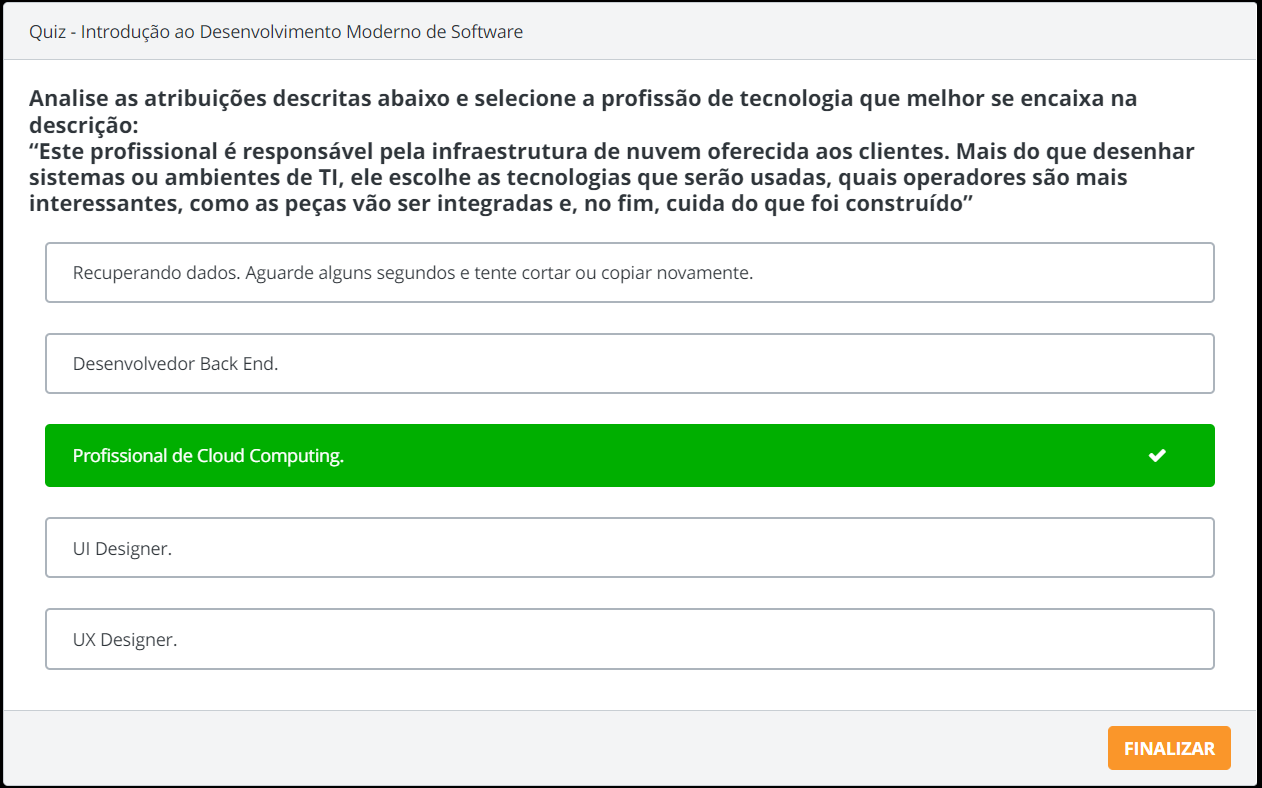 Quiz - Introdução ao Desenvolvimento Moderno de Software
Analise as atribuições descritas abaixo e selecione a profissão de tecnologia que melhor se encaixa na
descrição:
“Este profissional é responsável pela infraestrutura de nuvem oferecida aos clientes. Mais do que desenhar
sistemas ou ambientes de TI, ele escolhe as tecnologias que serão usadas, quais operadores são mais
interessantes, como as peças vão ser integradas e, no fim, cuida do que foi construído”
Recuperando dados. Aguarde alguns segundos e tente cortar ou copiar novamente.
Desenvolvedor Back End.
Profissional de Cloud Computing.
UI Designer.
UX Designer.
FINALIZAR